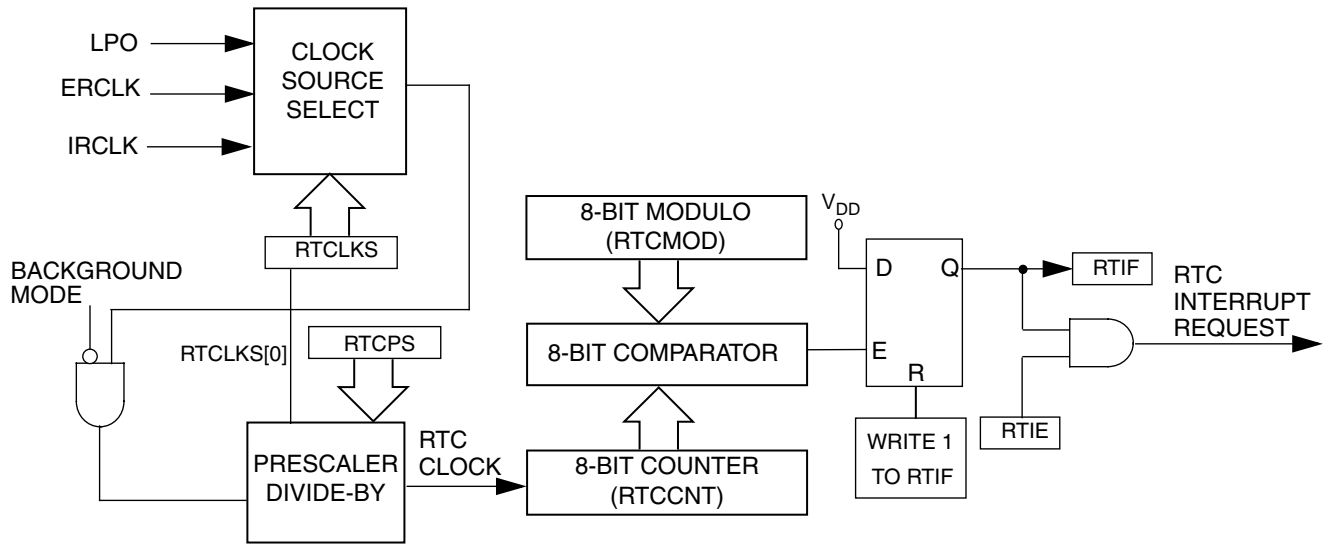 LPO
ERCLK
IRCLK
CLOCK
SOURCE
SELECT
RTCLKS
BACKGROUND
MODE
RTCLKS[0]
RTCPS
PRESCALER
DIVIDE-BY
RTC
CLOCK
8-BIT MODULO
(RTCMOD)
8-BIT COMPARATOR
8-BIT COUNTER
(RTCCNT)
VDD
D
Q
E
R
WRITE 1
TO RTIF
RTIF
RTIE
RTC
INTERRUPT
REQUEST